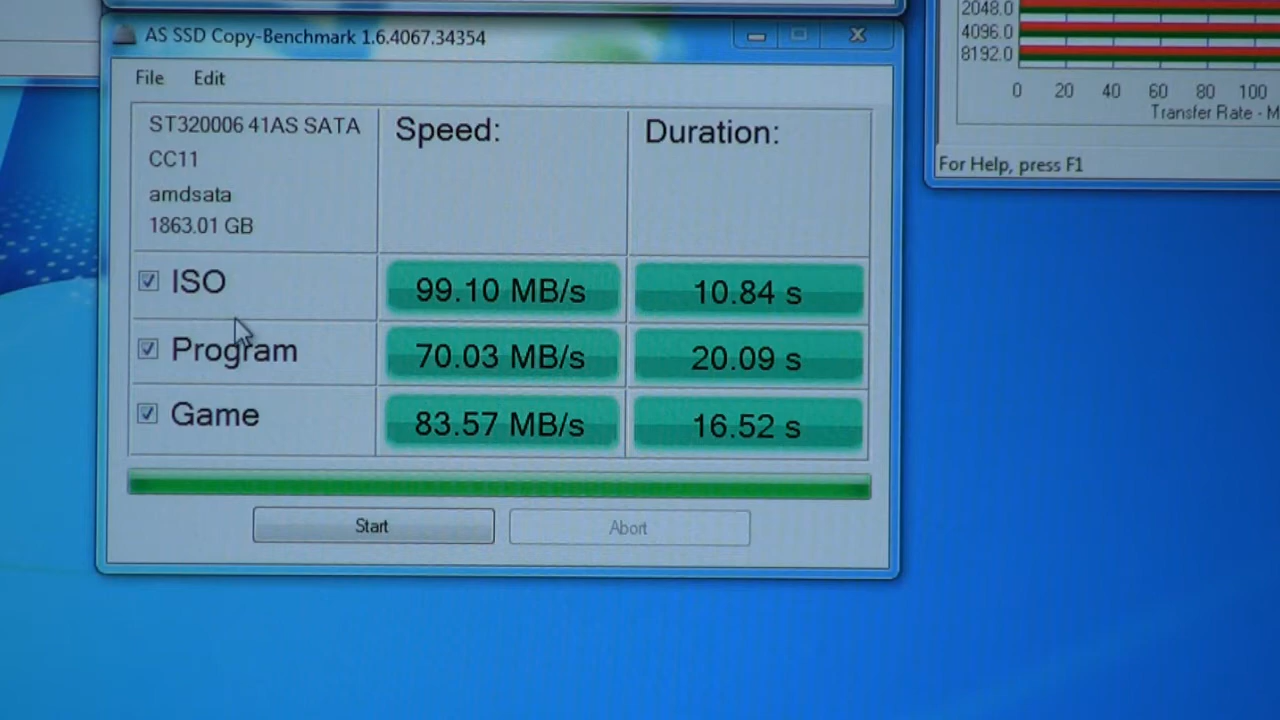 AS SSD Copy-Benchmark 1.6.4067.34354
File Edit
ST320006 41AS SATA
CC11
amdsata
1863.01 GB
Speed:
Duration:
ISO
99.10 MB/s
10.84 s
Program
70.03 MB/s
20.09 s
Game
83.57 MB/s
16.52 s
Start
Abort
2048.0
4096.0
8192.0
0 20 40 60 80 100
Transfer Rate - M
For Help, press F1